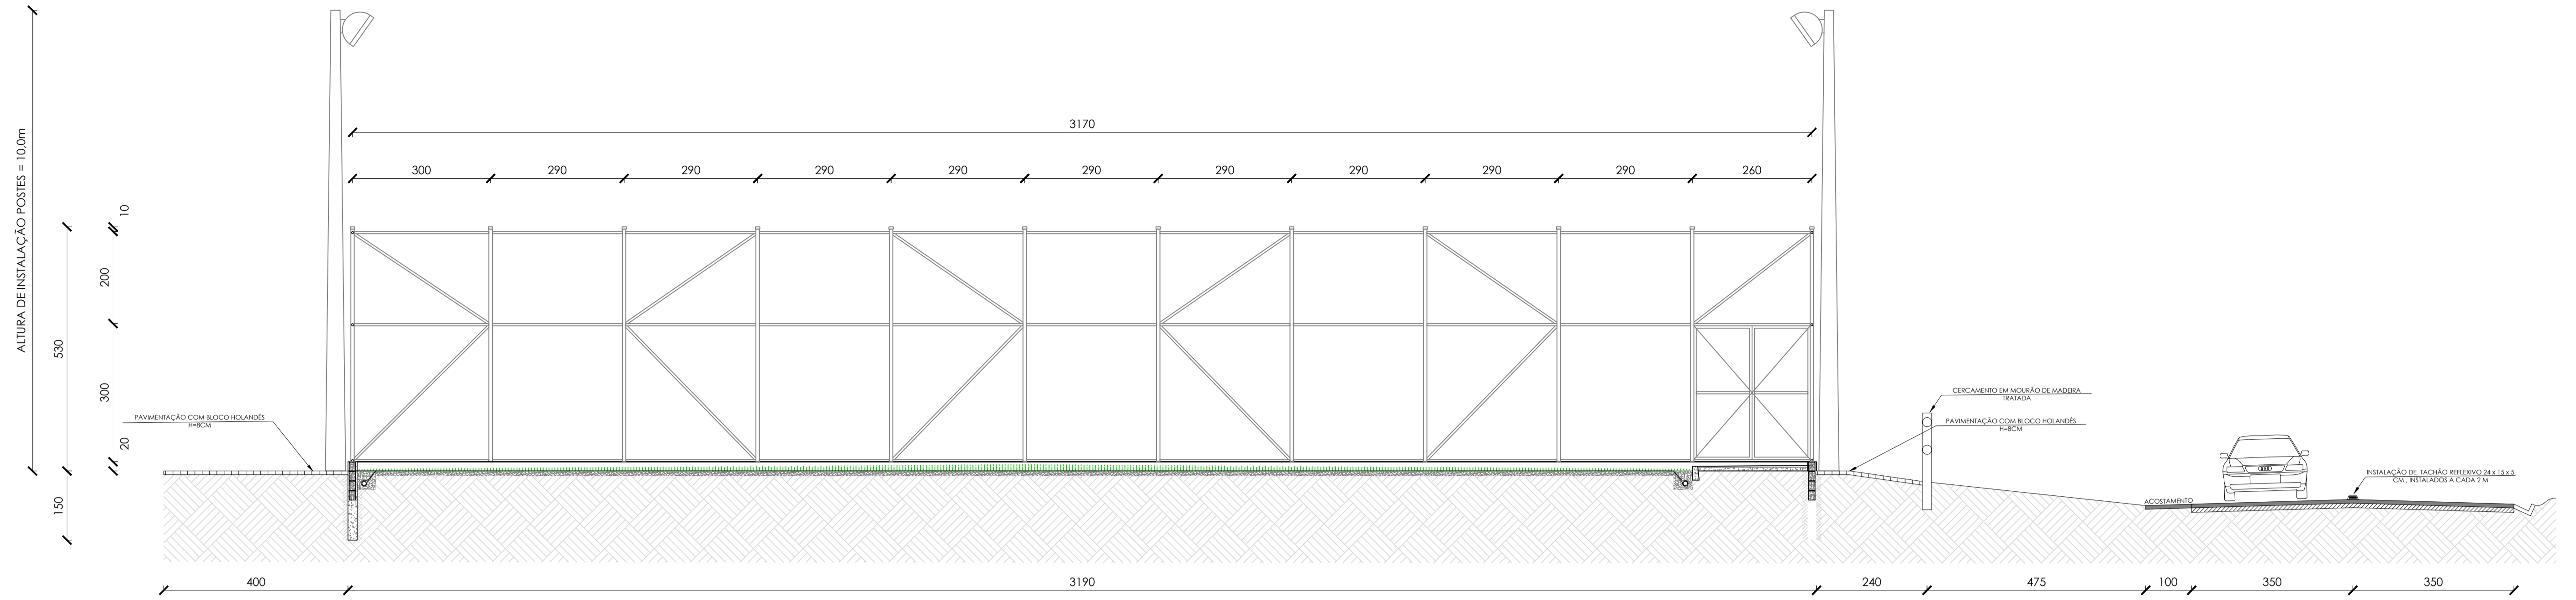 ALTURA DE INSTALAÇÃO POSTES = 10,0m
3170
300 290 290 290 290 290 290 290 290 290 260
10
200
530
300
20
150
PAVIMENTAÇÃO COM BLOCO HOLANDÊS
H=8CM
CERCAMENTO EM MOURÃO DE MADEIRA
TRATADA
PAVIMENTAÇÃO COM BLOCO HOLANDÊS
H=8CM
INSTALAÇÃO DE TACHÃO REFLEXIVO 24 x 15 x 5
CM , INSTALADOS A CADA 2 M
ACOSTAMENTO
400 3190 240 475 100 350 350